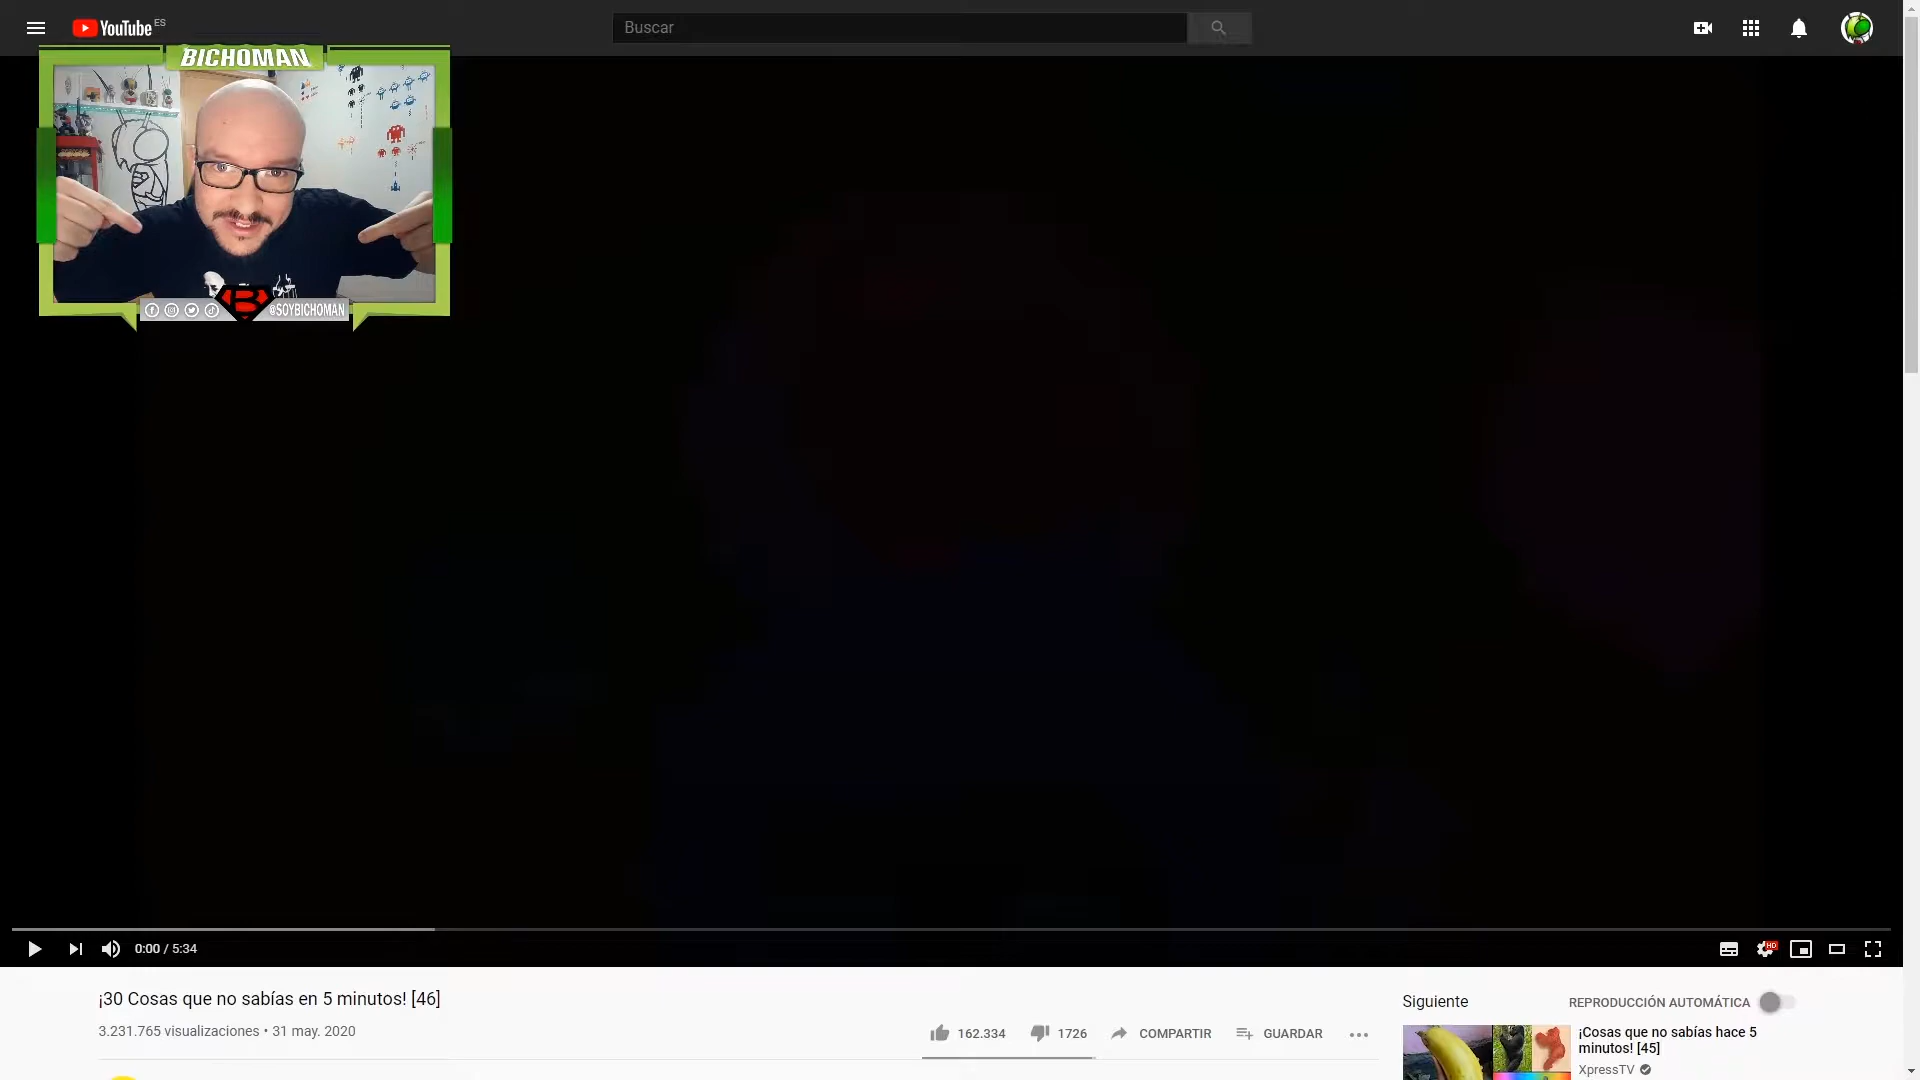 YouTube ES
Buscar
BICHOMAN
B
@SOYBICHOMAN
0:00 / 5:34
HD
¡30 Cosas que no sabías en 5 minutos! [46]
3.231.765 visualizaciones • 31 may. 2020
162.334
1726
COMPARTIR
GUARDAR
Siguiente
REPRODUCCIÓN AUTOMÁTICA
¡Cosas que no sabías hace 5
minutos! [45]
XpressTV